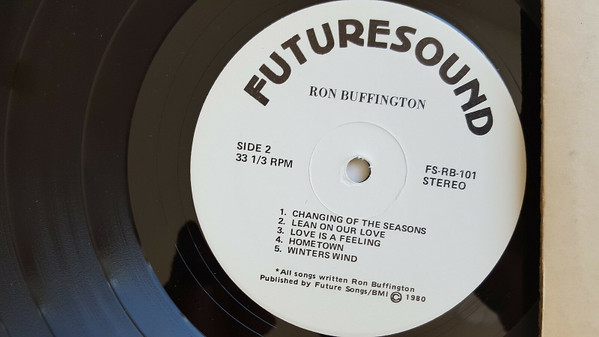 FUTURESOUND
RON BUFFINGTON
SIDE 2
33 1/3 RPM
FS-RB-101
STEREO
1. CHANGING OF THE SEASONS
2. LEAN ON OUR LOVE
3. LOVE IS A FEELING
4. HOMETOWN
5. WINTERS WIND
*All songs written Ron Buffington
Published by Future Songs/BMI © 1980